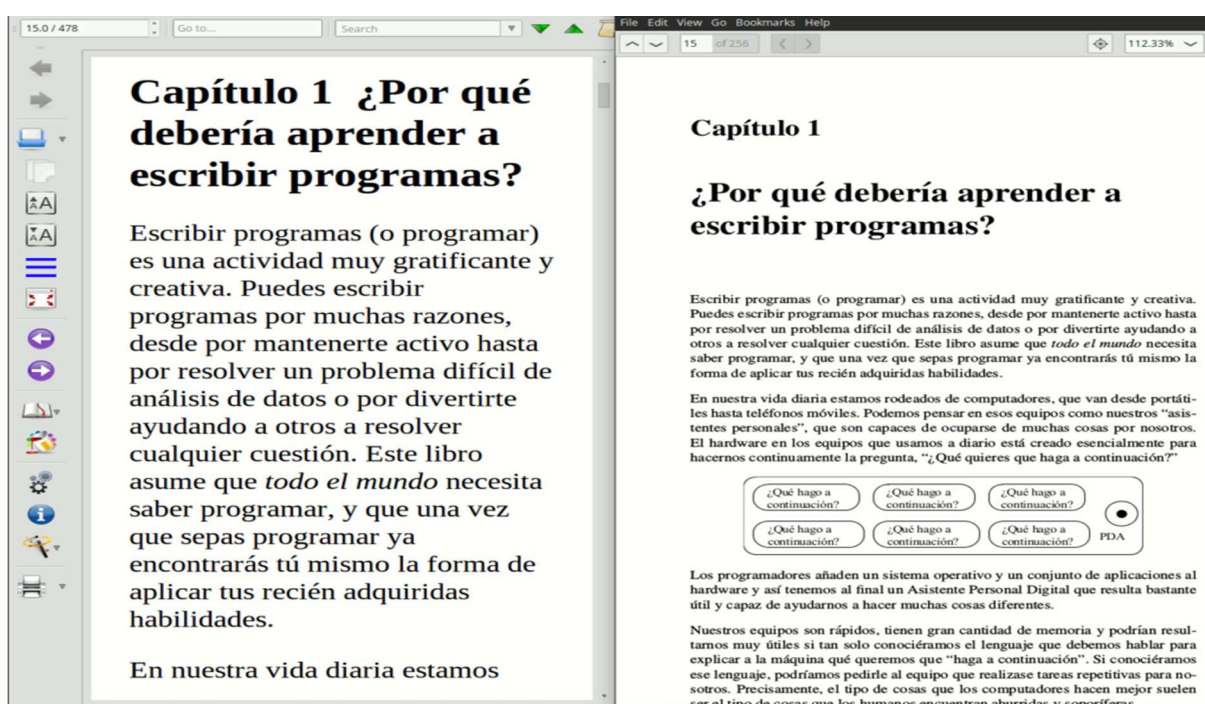 15.0 / 478
Go to...
Search
Capítulo 1 ¿Por qué
debería aprender a
escribir programas?
Escribir programas (o programar)
es una actividad muy gratificante y
creativa. Puedes escribir
programas por muchas razones,
desde por mantenerte activo hasta
por resolver un problema difícil de
análisis de datos o por divertirte
ayudando a otros a resolver
cualquier cuestión. Este libro
asume que todo el mundo necesita
saber programar, y que una vez
que sepas programar ya
encontrarás tú mismo la forma de
aplicar tus recién adquiridas
habilidades.
En nuestra vida diaria estamos
File Edit View Go Bookmarks Help
15 of 256
112.33%
Capítulo 1
¿Por qué debería aprender a
escribir programas?
Escribir programas (o programar) es una actividad muy gratificante y creativa.
Puedes escribir programas por muchas razones, desde por mantenerte activo hasta
por resolver un problema difícil de análisis de datos o por divertirte ayudando a
otros a resolver cualquier cuestión. Este libro asume que todo el mundo necesita
saber programar, y que una vez que sepas programar ya encontrarás tú mismo la
forma de aplicar tus recién adquiridas habilidades.
En nuestra vida diaria estamos rodeados de computadores, que van desde portáti-
les hasta teléfonos móviles. Podemos pensar en esos equipos como nuestros “asis-
tentes personales”, que son capaces de ocuparse de muchas cosas por nosotros.
El hardware en los equipos que usamos a diario está creado esencialmente para
hacernos continuamente la pregunta, “¿Qué quieres que haga a continuación?”
¿Qué hago a ¿Qué hago a ¿Qué hago a
continuación? continuación? continuación?
¿Qué hago a ¿Qué hago a ¿Qué hago a
continuación? continuación? continuación?
PDA
Los programadores añaden un sistema operativo y un conjunto de aplicaciones al
hardware y así tenemos al final un Asistente Personal Digital que resulta bastante
útil y capaz de ayudarnos a hacer muchas cosas diferentes.
Nuestros equipos son rápidos, tienen gran cantidad de memoria y podrían resul-
tarnos muy útiles si tan solo conociéramos el lenguaje que debemos hablar para
explicar a la máquina qué queremos que “haga a continuación”. Si conociéramos
ese lenguaje, podríamos pedirle al equipo que realizase tareas repetitivas para no-
sotros. Precisamente, el tipo de cosas que los computadores hacen mejor suelen
ser el tipo de cosas que los humanos encuentran aburridas y soporíferas.